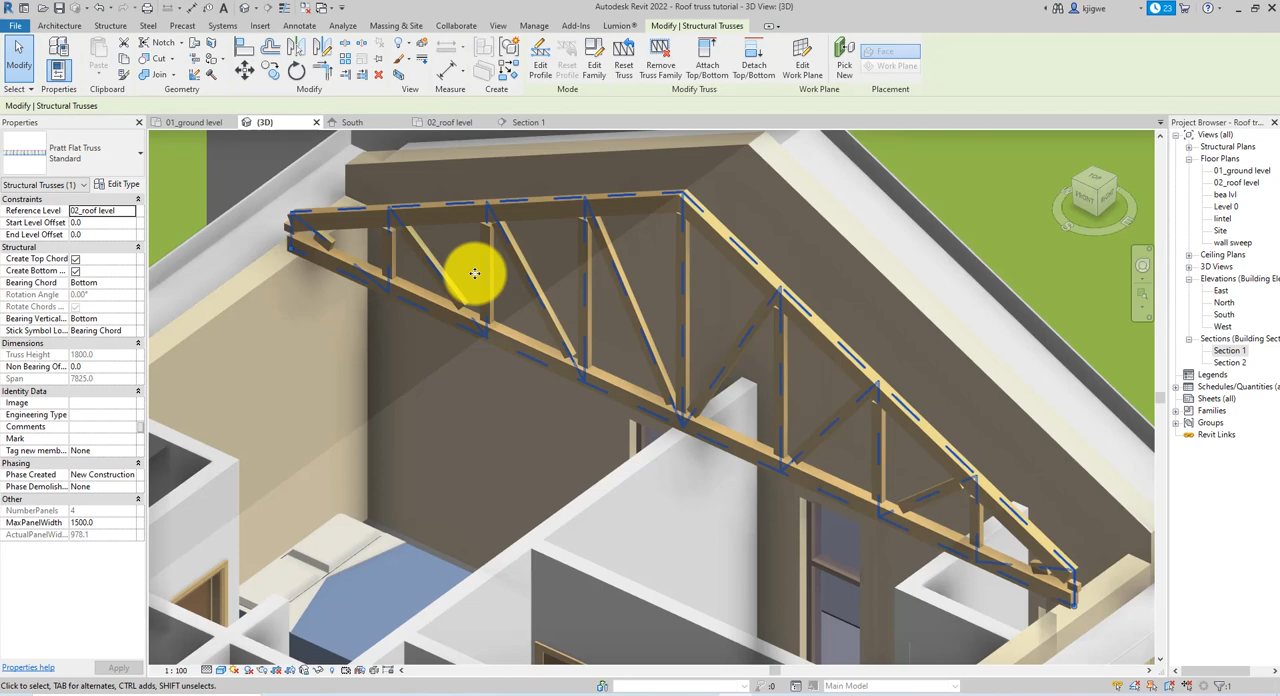 Autodesk Revit 2022 - Roof truss tutorial - 3D View: {3D}
kjigwe
23
File
Architecture
Structure
Steel
Precast
Systems
Insert
Annotate
Analyze
Massing & Site
Collaborate
View
Manage
Add-Ins
Lumion®
Modify | Structural Trusses
Modify
Paste
Notch
Cut
Join
Edit Profile
Reset Profile
Edit Family
Reset Truss
Remove Truss Family
Attach Top/Bottom
Detach Top/Bottom
Edit Work Plane
Pick New
Face
Work Plane
Select
Properties
Clipboard
Geometry
Modify
View
Measure
Create
Mode
Modify Truss
Work Plane
Placement
Modify | Structural Trusses
Properties
Pratt Flat Truss
Standard
Structural Trusses (1)
Edit Type
Constraints
Reference Level 02_roof level
Start Level Offset 0.0
End Level Offset 0.0
Structural
Create Top Chord
Create Bottom ...
Bearing Chord Bottom
Rotation Angle 0.00°
Rotate Chords
Bearing Vertica... Bottom
Stick Symbol Lo... Bearing Chord
Dimensions
Truss Height 1800.0
Non Bearing Of... 0.0
Span 7825.0
Identity Data
Image
Engineering Type
Comments
Mark
Tag new memb... None
Phasing
Phase Created New Construction
Phase Demolish... None
Other
NumberPanels 4
MaxPanelWidth 1500.0
ActualPanelWid... 978.1
Properties help
Apply
01_ground level
{3D}
South
02_roof level
Section 1
TOP
FRONT
RIGHT
Project Browser - Roof tr...
Views (all)
Structural Plans
Floor Plans
01_ground level
02_roof level
bea lvl
Level 0
lintel
Site
wall sweep
Ceiling Plans
3D Views
Elevations (Building Elev
East
North
South
West
Sections (Building Sec
Section 1
Section 2
Legends
Schedules/Quantities (a
Sheets (all)
Families
Groups
Revit Links
1 : 100
Click to select, TAB for alternates, CTRL adds, SHIFT unselects.
:0
Main Model
:1